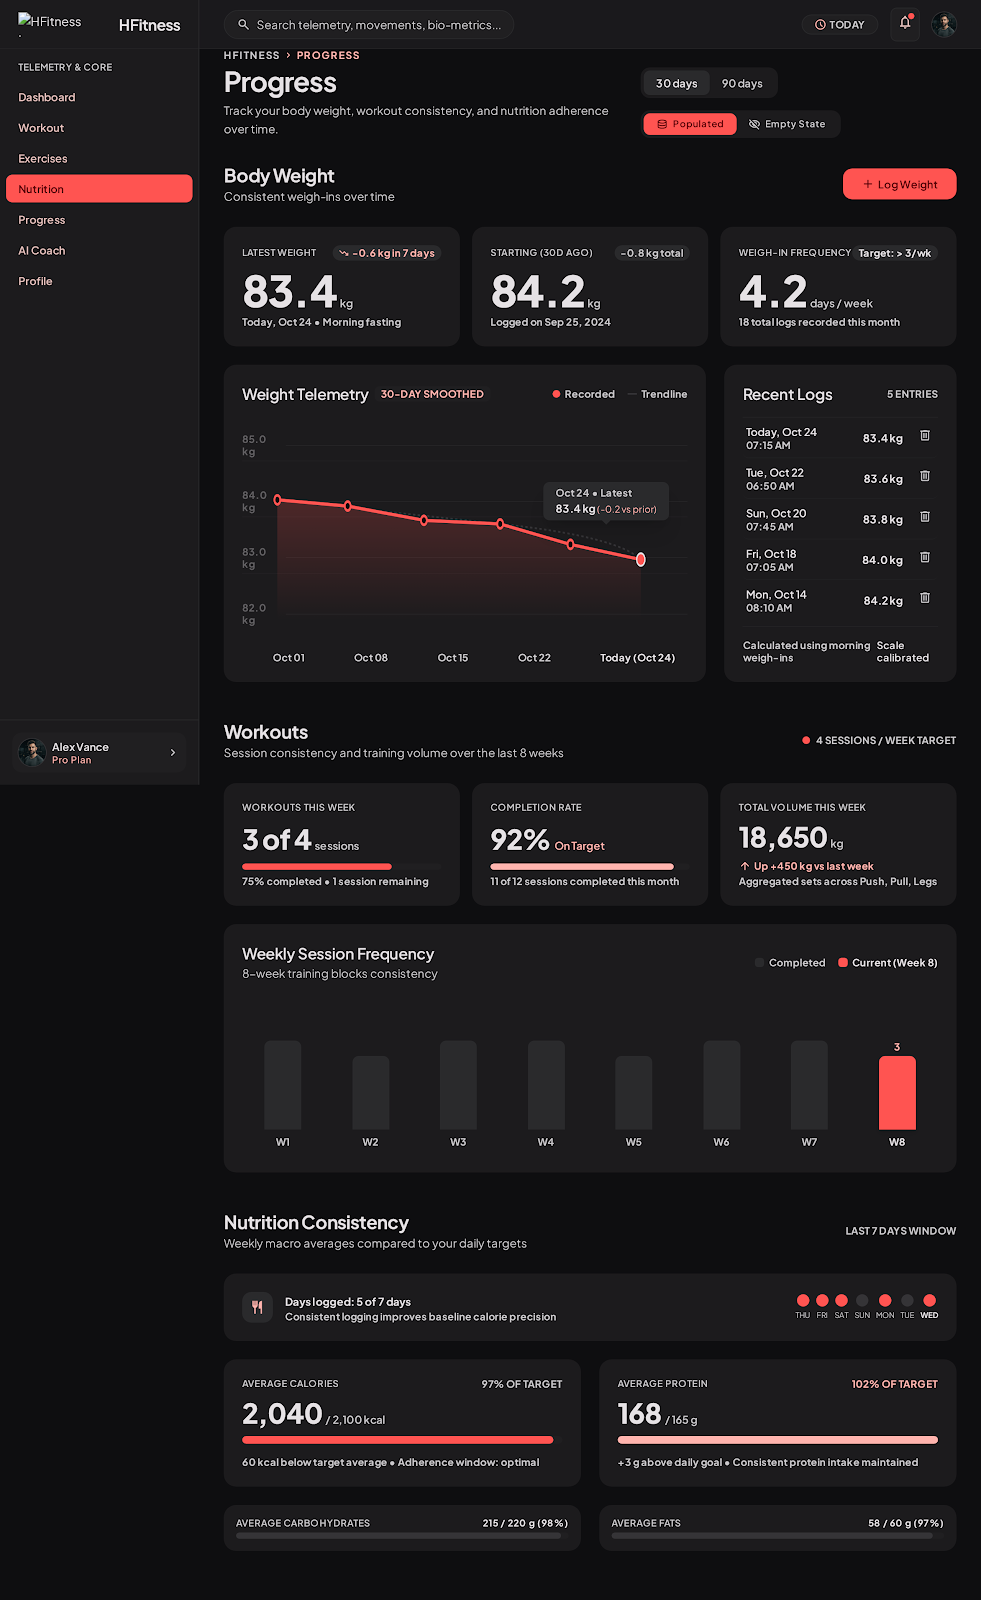 HFitness
HFitness
Search telemetry, movements, bio-metrics...
TODAY
TELEMETRY & CORE
Dashboard
Workout
Exercises
Nutrition
Progress
AI Coach
Profile
Alex Vance
Pro Plan
HFITNESS > PROGRESS
Progress
Track your body weight, workout consistency, and nutrition adherence
over time.
30 days
90 days
Populated
Empty State
Body Weight
Consistent weigh-ins over time
+ Log Weight
LATEST WEIGHT
-0.6 kg in 7 days
83.4 kg
Today, Oct 24 • Morning fasting
STARTING (30D AGO)
-0.8 kg total
84.2 kg
Logged on Sep 25, 2024
WEIGH-IN FREQUENCY
Target: > 3/wk
4.2 days / week
18 total logs recorded this month
Weight Telemetry
30-DAY SMOOTHED
Recorded
Trendline
85.0
kg
84.0
kg
83.0
kg
82.0
kg
Oct 24 • Latest
83.4 kg (-0.2 vs prior)
Oct 01
Oct 08
Oct 15
Oct 22
Today (Oct 24)
Recent Logs
5 ENTRIES
Today, Oct 24
07:15 AM
83.4 kg
Tue, Oct 22
06:50 AM
83.6 kg
Sun, Oct 20
07:45 AM
83.8 kg
Fri, Oct 18
07:05 AM
84.0 kg
Mon, Oct 14
08:10 AM
84.2 kg
Calculated using morning
weigh-ins
Scale
calibrated
Workouts
Session consistency and training volume over the last 8 weeks
4 SESSIONS / WEEK TARGET
WORKOUTS THIS WEEK
3 of 4 sessions
75% completed • 1 session remaining
COMPLETION RATE
92% On Target
11 of 12 sessions completed this month
TOTAL VOLUME THIS WEEK
18,650 kg
↑ Up +450 kg vs last week
Aggregated sets across Push, Pull, Legs
Weekly Session Frequency
8-week training blocks consistency
Completed
Current (Week 8)
3
W1
W2
W3
W4
W5
W6
W7
W8
Nutrition Consistency
Weekly macro averages compared to your daily targets
LAST 7 DAYS WINDOW
Days logged: 5 of 7 days
Consistent logging improves baseline calorie precision
THU
FRI
SAT
SUN
MON
TUE
WED
AVERAGE CALORIES
97% OF TARGET
2,040 / 2,100 kcal
60 kcal below target average • Adherence window: optimal
AVERAGE PROTEIN
102% OF TARGET
168 / 165 g
+3 g above daily goal • Consistent protein intake maintained
AVERAGE CARBOHYDRATES
215 / 220 g (98%)
AVERAGE FATS
58 / 60 g (97%)